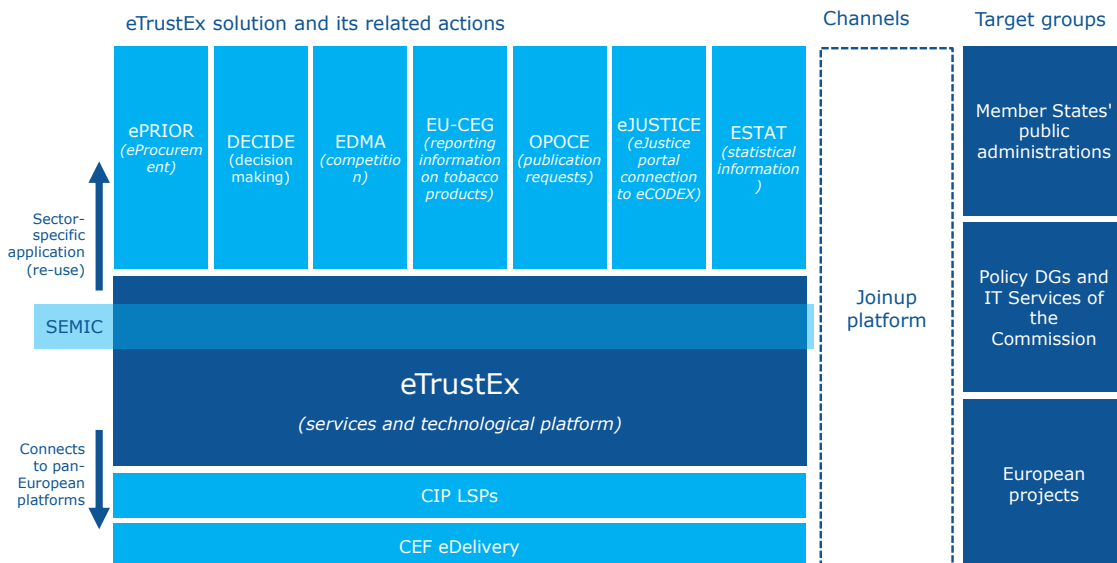 eTrustEx solution and its related actions
Channels
Target groups
ePRIOR
(eProcurem
ent)
DECIDE
(decision
making)
EDMA
(competitio
n)
EU-CEG
(reporting
information
on tobacco
products)
OPOCE
(publication
requests)
eJUSTICE
(eJustice
portal
connection
to eCODEX)
ESTAT
(statistical
information
)
Sector-
specific
application
(re-use)
SEMIC
eTrustEx
(services and technological platform)
Connects
to pan-
European
platforms
CIP LSPs
CEF eDelivery
Joinup
platform
Member States'
public
administrations
Policy DGs and
IT Services of
the
Commission
European
projects